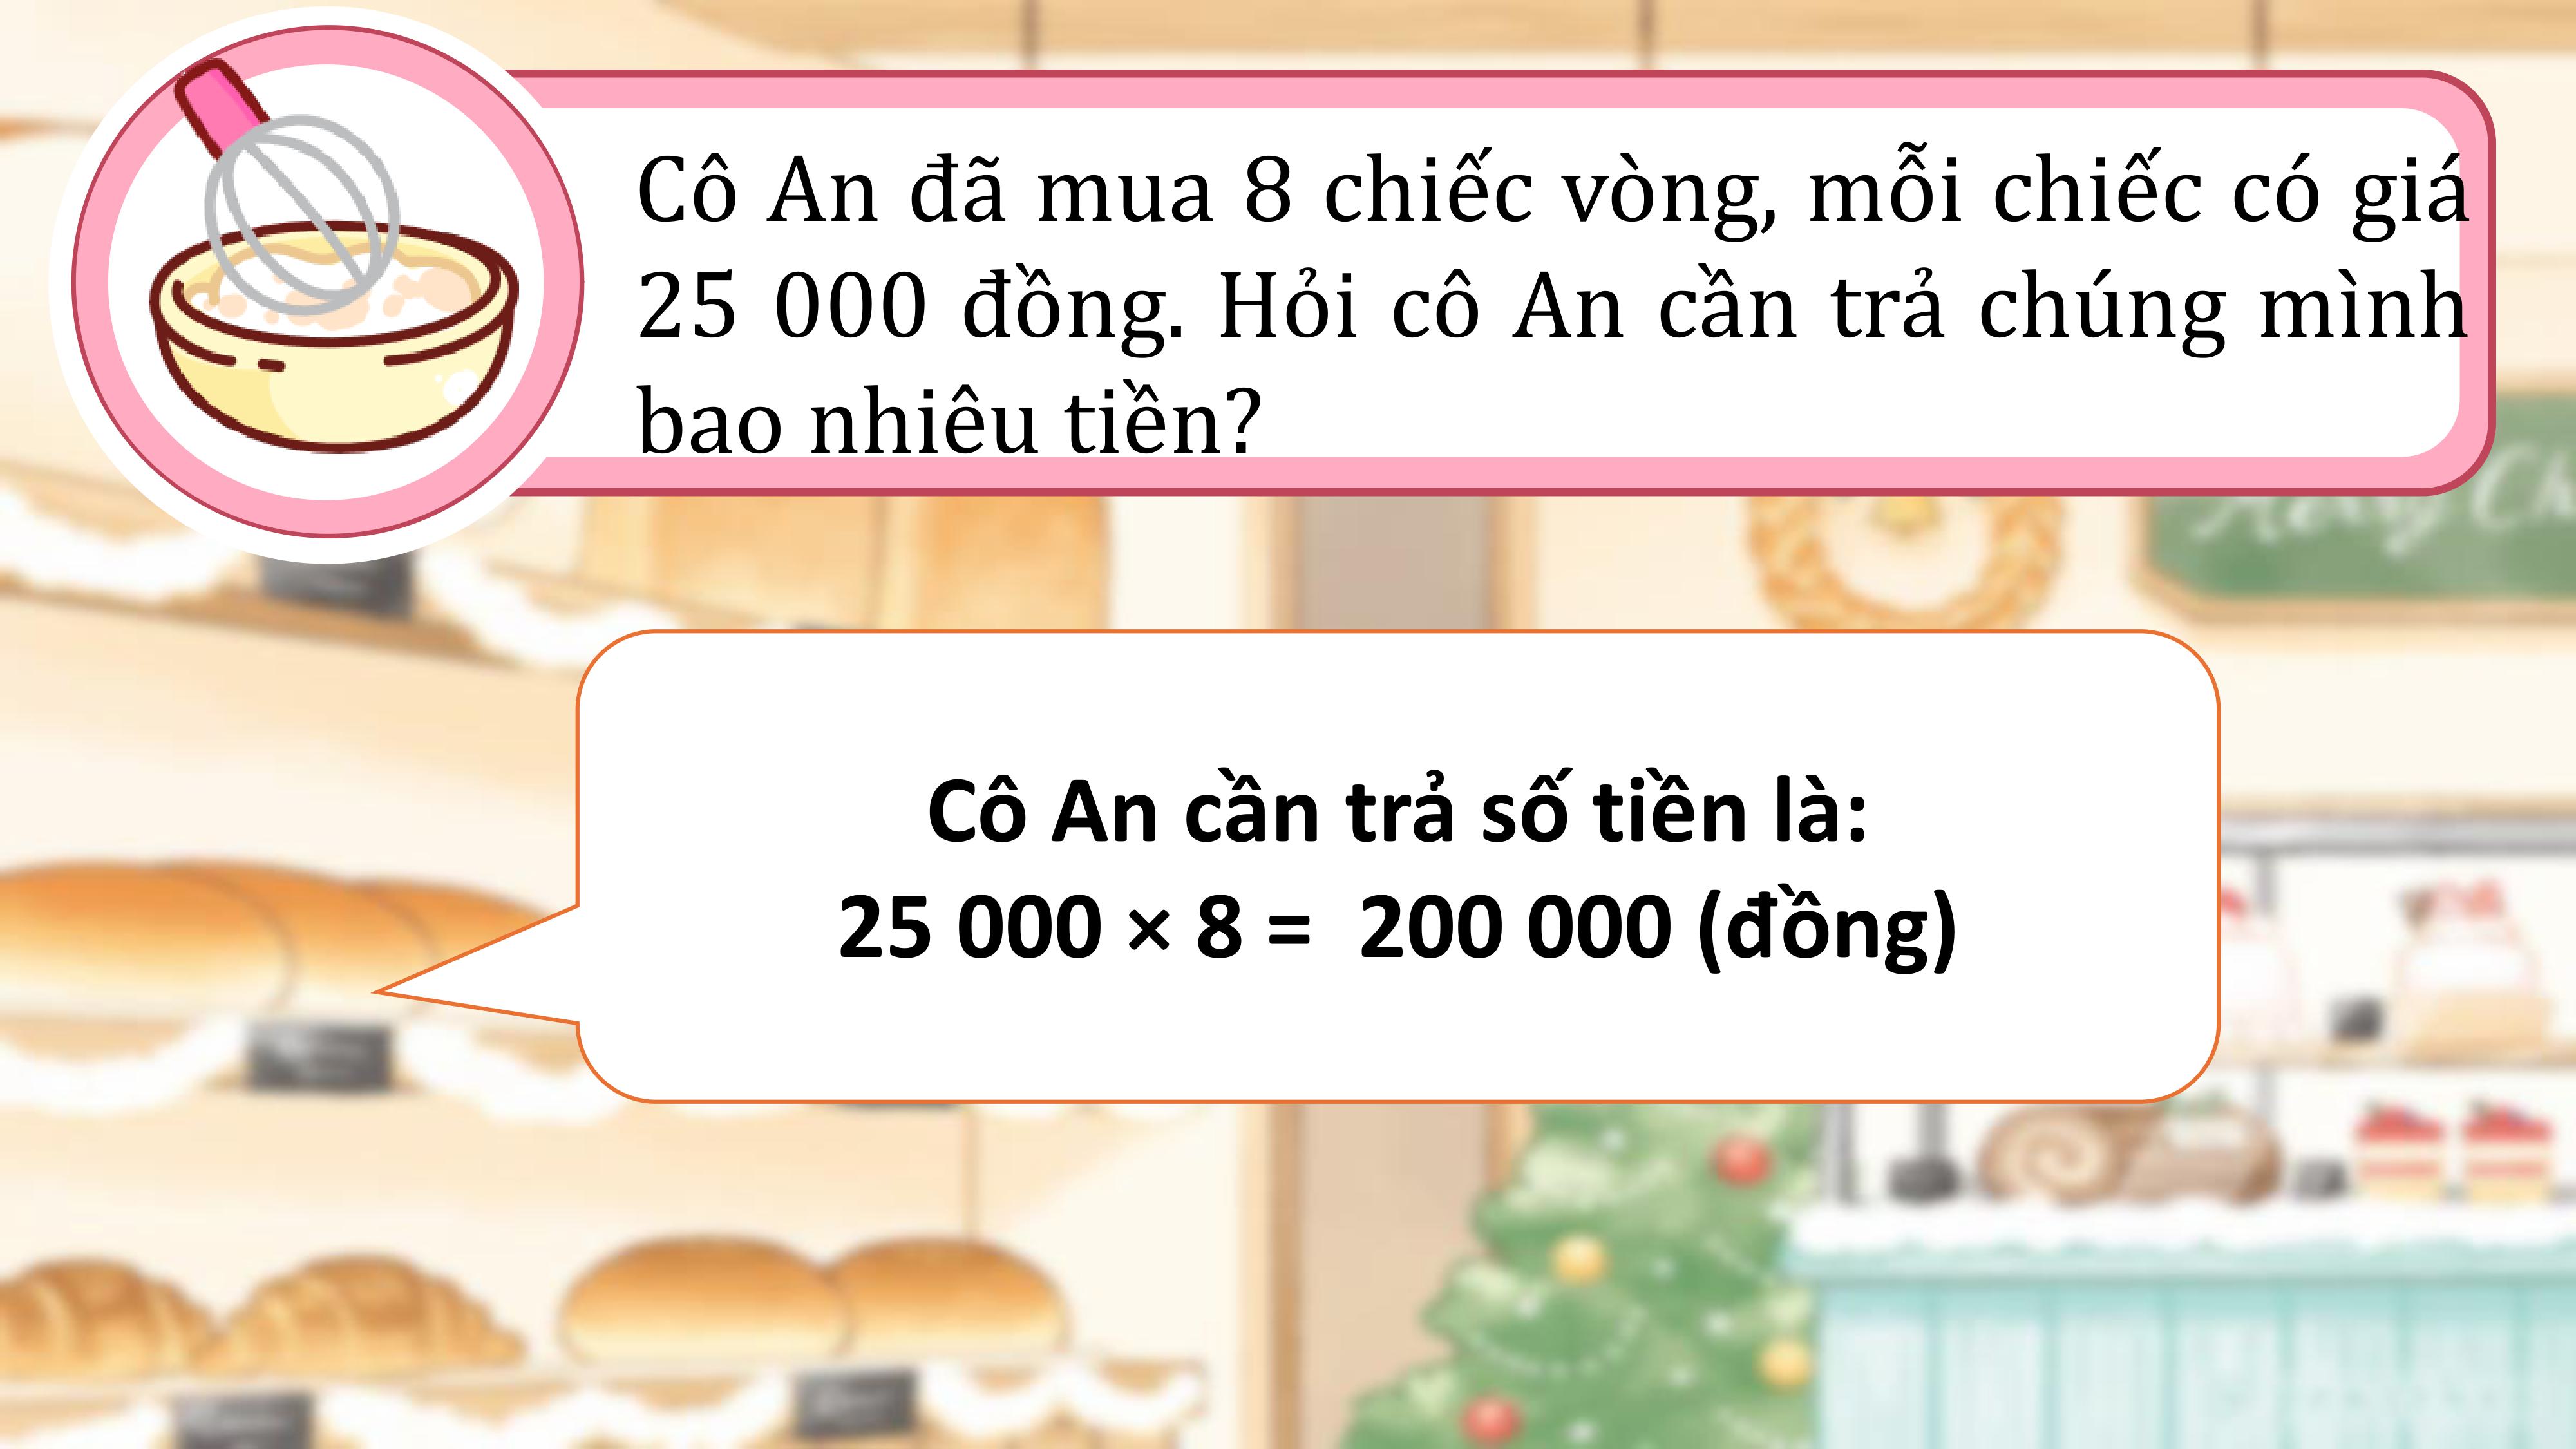 Cô An đã mua 8 chiếc vòng, mỗi chiếc có giá
25 000 đồng. Hỏi cô An cần trả chúng mình
bao nhiêu tiền?
Cô An cần trả số tiền là:
25 000 × 8 =  200 000 (đồng)